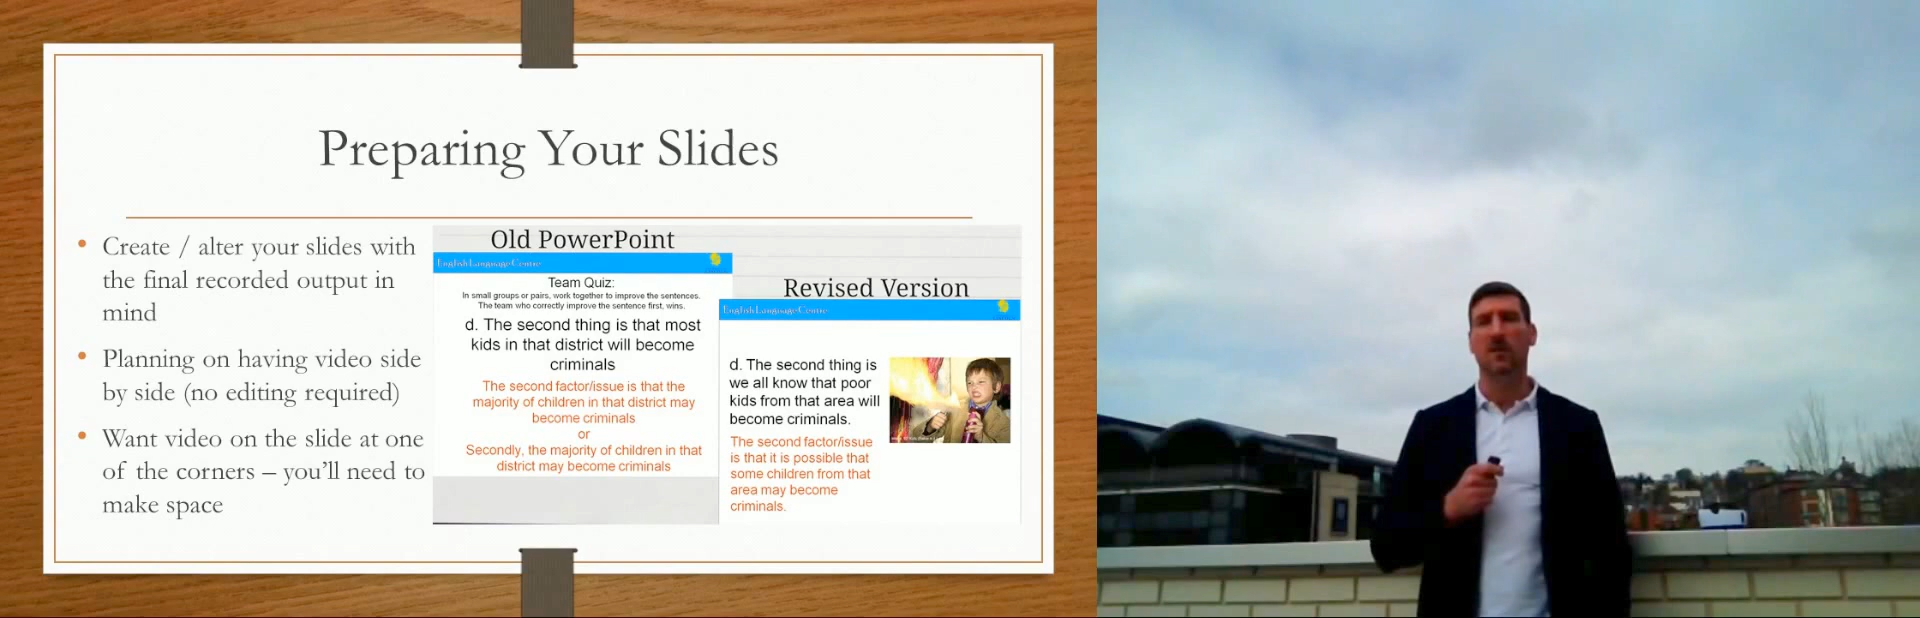 Preparing Your Slides
• Create / alter your slides with
the final recorded output in
mind
• Planning on having video side
by side (no editing required)
• Want video on the slide at one
of the corners – you'll need to
make space
Old PowerPoint
English Language Centre
Team Quiz:
In small groups or pairs, work together to improve the sentences.
The team who correctly improve the sentence first, wins.
d. The second thing is that most
kids in that district will become
criminals
The second factor/issue is that the
majority of children in that district may
become criminals
or
Secondly, the majority of children in that
district may become criminals
Revised Version
English Language Centre
d. The second thing is
we all know that poor
kids from that area will
become criminals.
The second factor/issue
is that it is possible that
some children from that
area may become
criminals.